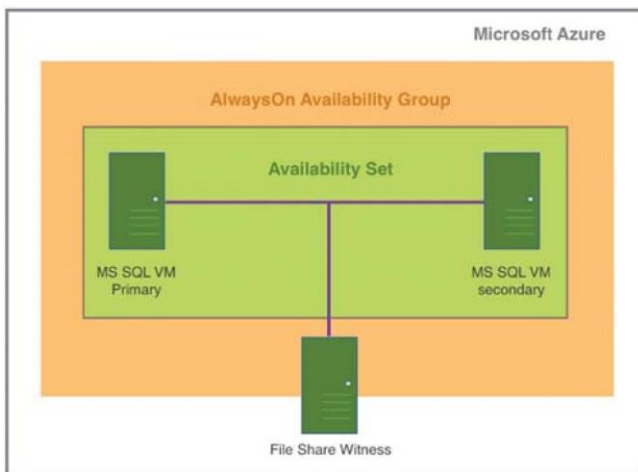 Microsoft Azure
AlwaysOn Availability Group
Availability Set
MS SQL VM
Primary
MS SQL VM
secondary
File Share Witness